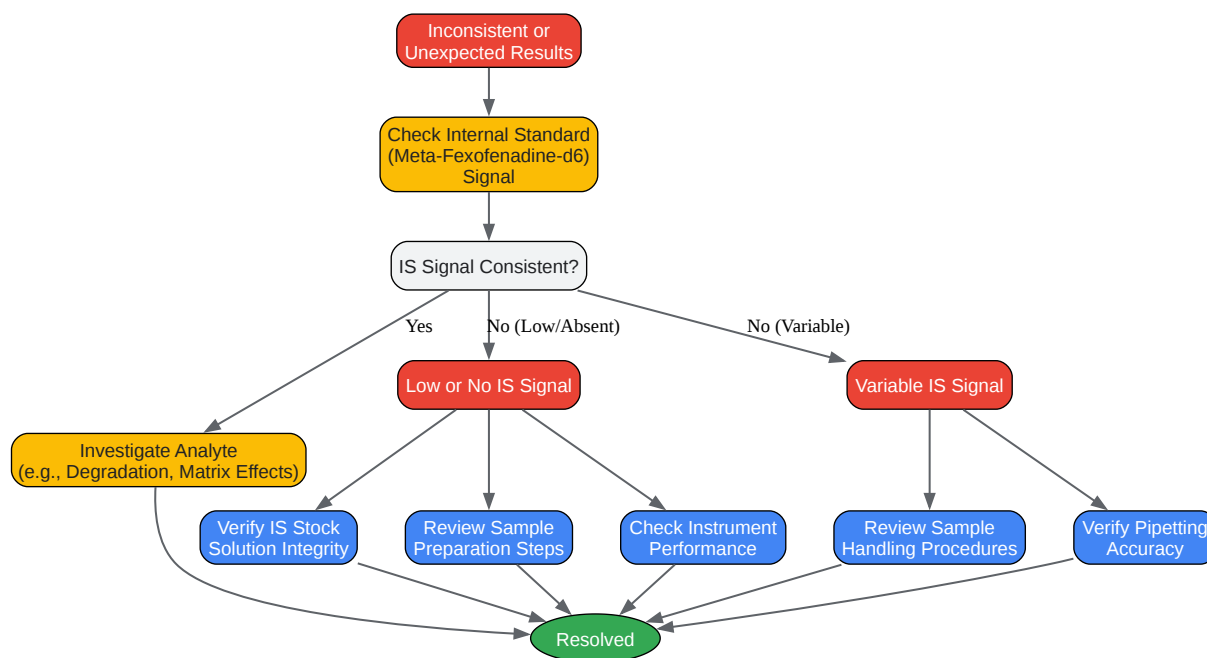 Inconsistent or
Unexpected Results
Check Internal Standard
(Meta-Fexofenadine-d6)
Signal
IS Signal Consistent?
Yes
No (Low/Absent)
No (Variable)
Low or No IS Signal
Variable IS Signal
Investigate Analyte
(e.g., Degradation, Matrix Effects)
Verify IS Stock
Solution Integrity
Review Sample
Preparation Steps
Check Instrument
Performance
Review Sample
Handling Procedures
Verify Pipetting
Accuracy
Resolved